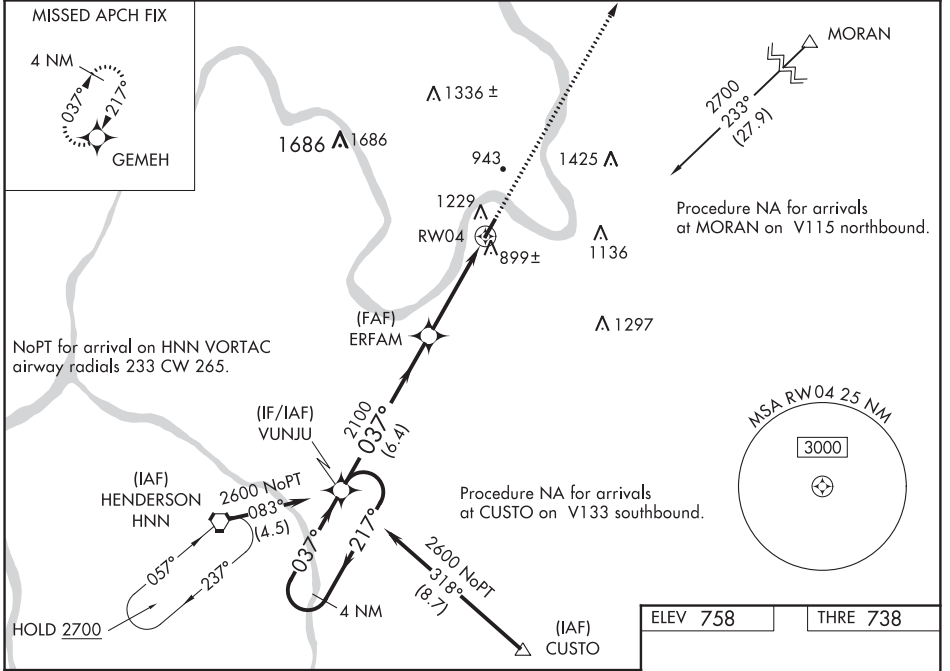 MISSED APCH FIX
4 NM
037°
217°
GEMEH
MORAN
2700
233°
(27.9)
1336 ±
1686
1686
943
1425
1229
RW04
899±
1136
Procedure NA for arrivals
at MORAN on V115 northbound.
(FAF)
ERFAM
1297
NoPT for arrival on HNN VORTAC
airway radials 233 CW 265.
MSA RW04 25 NM
3000
(IF/IAF)
VUNJU
2100
037°
(6.4)
(IAF)
HENDERSON
HNN
2600 NoPT
083°
(4.5)
Procedure NA for arrivals
at CUSTO on V133 southbound.
037°
217°
4 NM
057°
237°
HOLD 2700
2600 NoPT
318°
(8.7)
(IAF)
CUSTO
ELEV 758
THRE 738